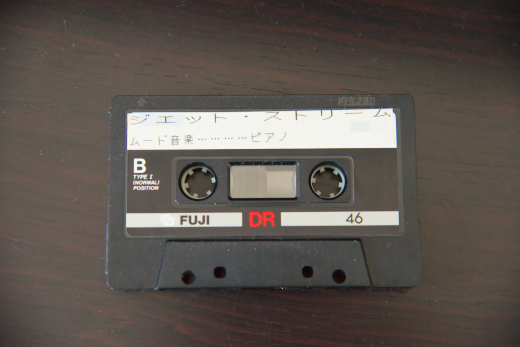 ジェット・ストリーム
ムード音楽…………ピアノ
B
TYPE I
(NORMAL)
POSITION
FUJI DR 46